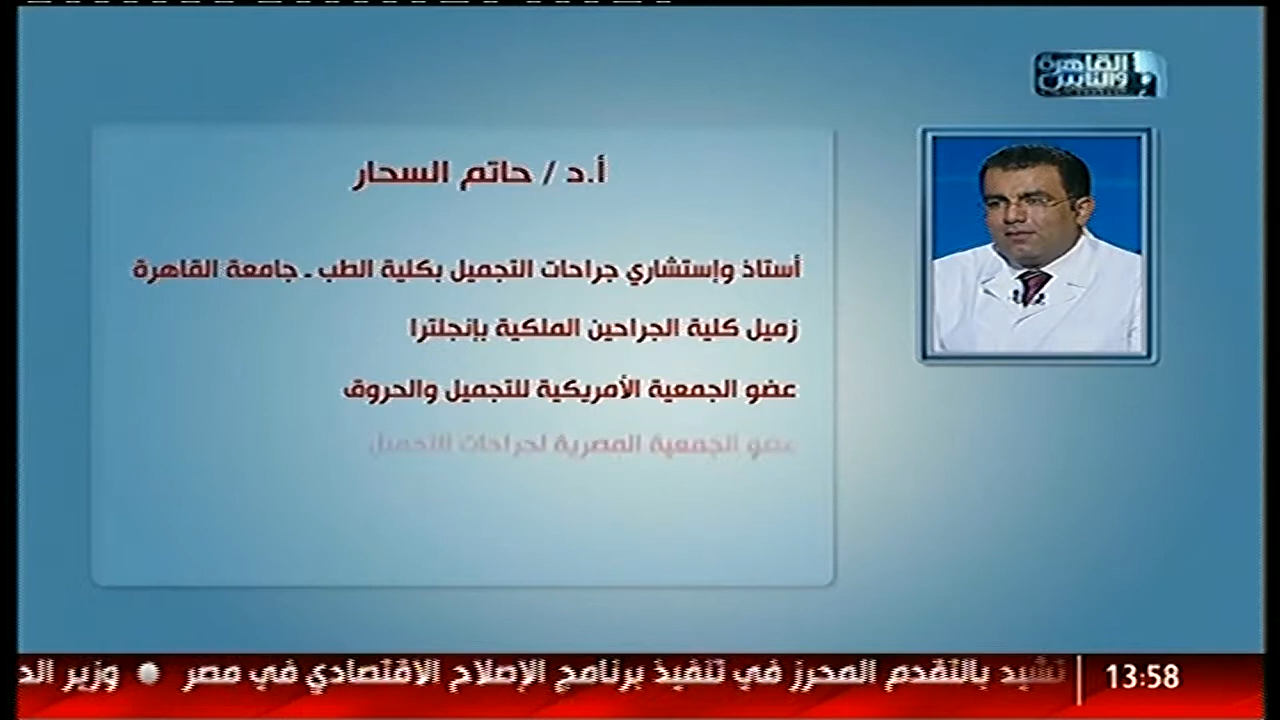 القاهرة
والناس
أ.د / حاتم السحار
أستاذ وإستشاري جراحات التجميل بكلية الطب - جامعة القاهرة
زميل كلية الجراحين الملكية بإنجلترا
عضو الجمعية الأمريكية للتجميل والحروق
عضو الجمعية المصرية لجراحات التجميل
13:58 تشيد بالتقدم المحرز في تنفيذ برنامج الإصلاح الاقتصادي في مصر ● وزير